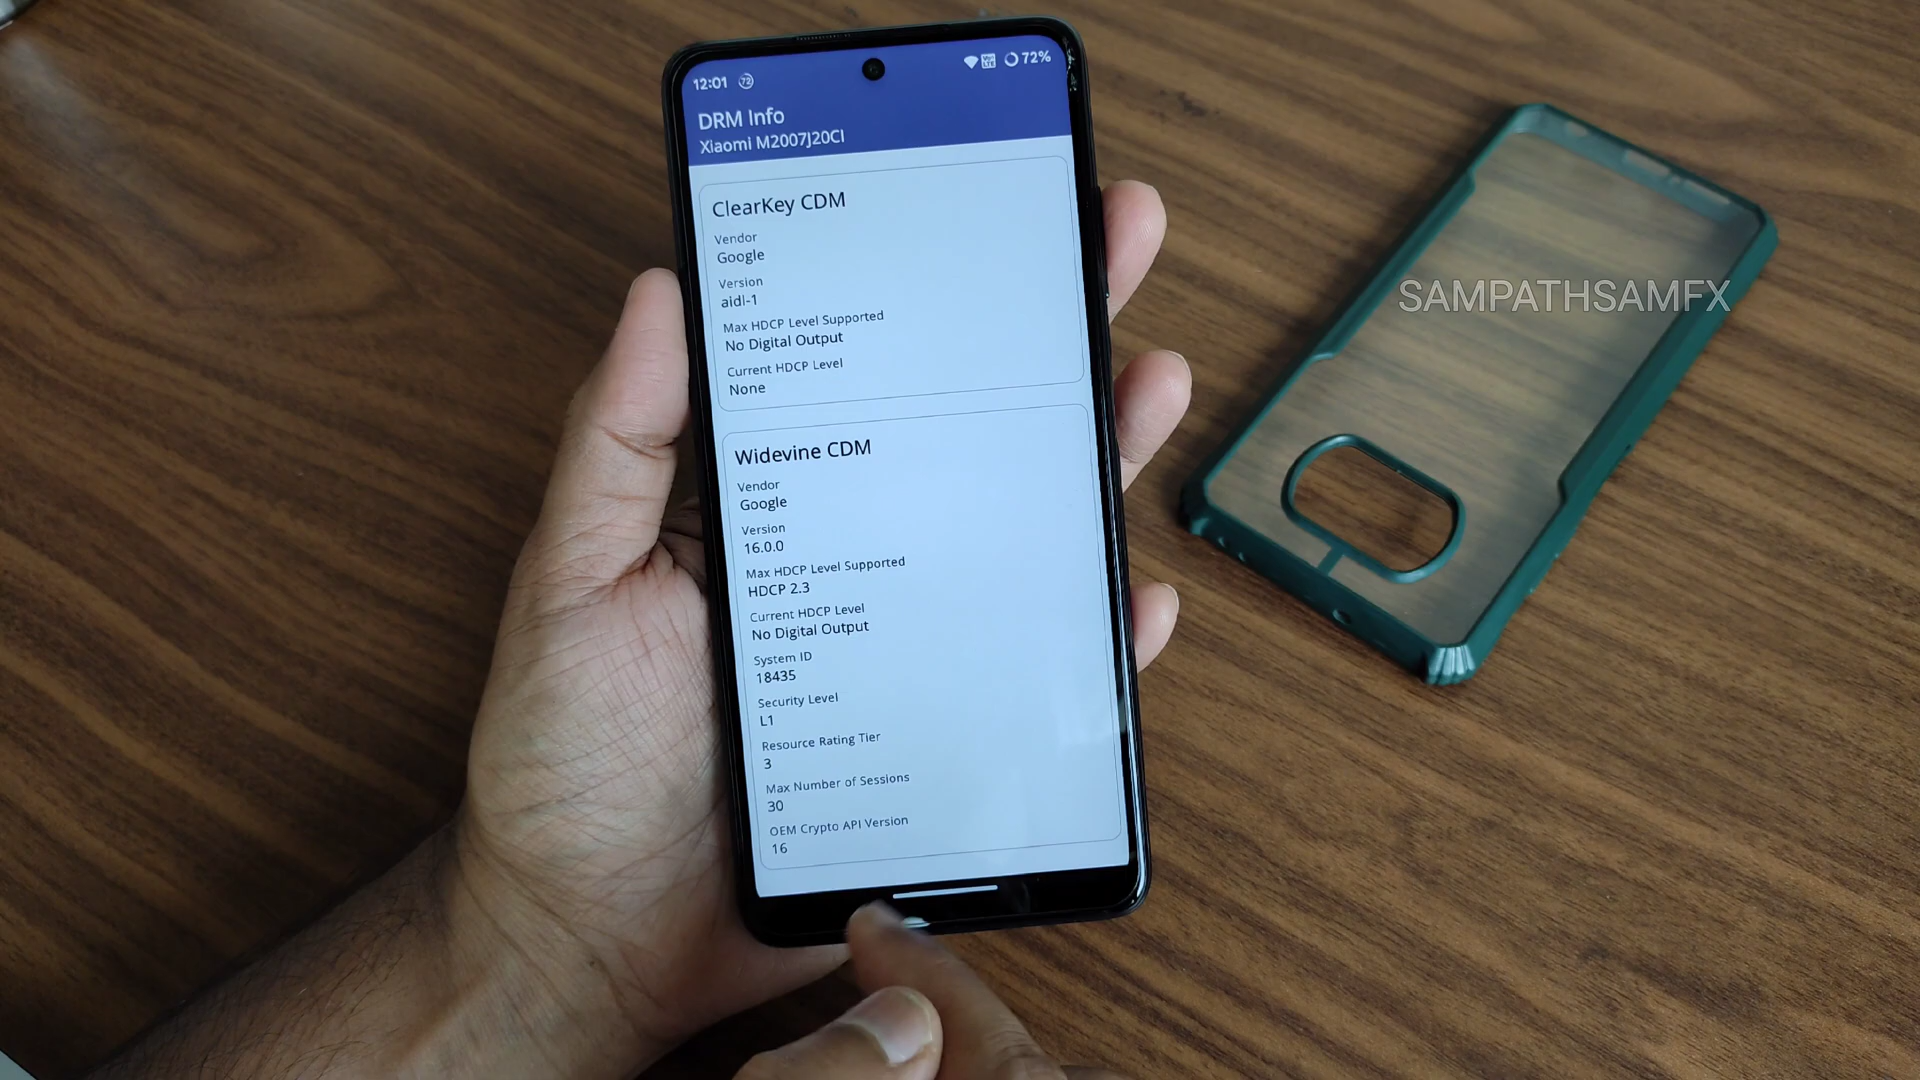 12:01 72 72%
DRM Info
Xiaomi M2007J20CI
ClearKey CDM
Vendor
Google
Version
aidl-1
Max HDCP Level Supported
No Digital Output
Current HDCP Level
None
Widevine CDM
Vendor
Google
Version
16.0.0
Max HDCP Level Supported
HDCP 2.3
Current HDCP Level
No Digital Output
System ID
18435
Security Level
L1
Resource Rating Tier
3
Max Number of Sessions
30
OEM Crypto API Version
16
SAMPATHSAMFX